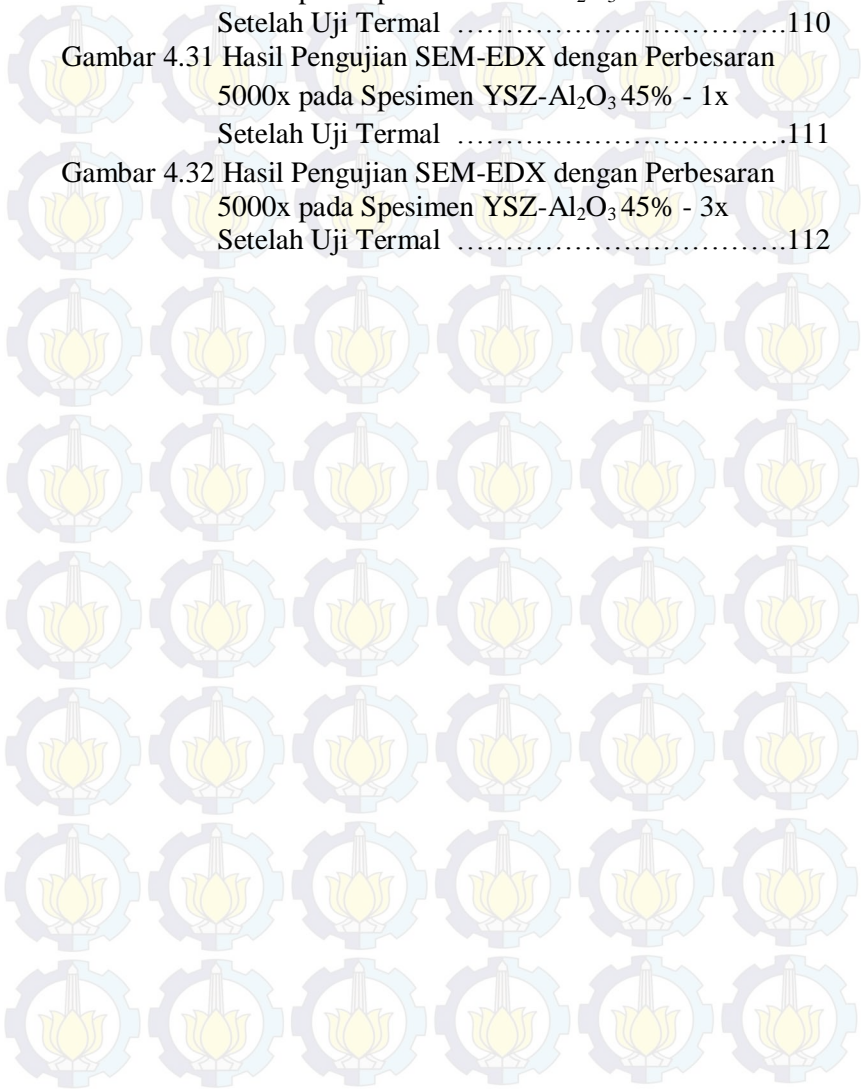 Setelah Uji Termal ……………………………….110
Gambar 4.31 Hasil Pengujian SEM-EDX dengan Perbesaran
5000x pada Spesimen YSZ-Al₂O₃ 45% - 1x
Setelah Uji Termal ……………………………….111
Gambar 4.32 Hasil Pengujian SEM-EDX dengan Perbesaran
5000x pada Spesimen YSZ-Al₂O₃ 45% - 3x
Setelah Uji Termal ……………………………….112